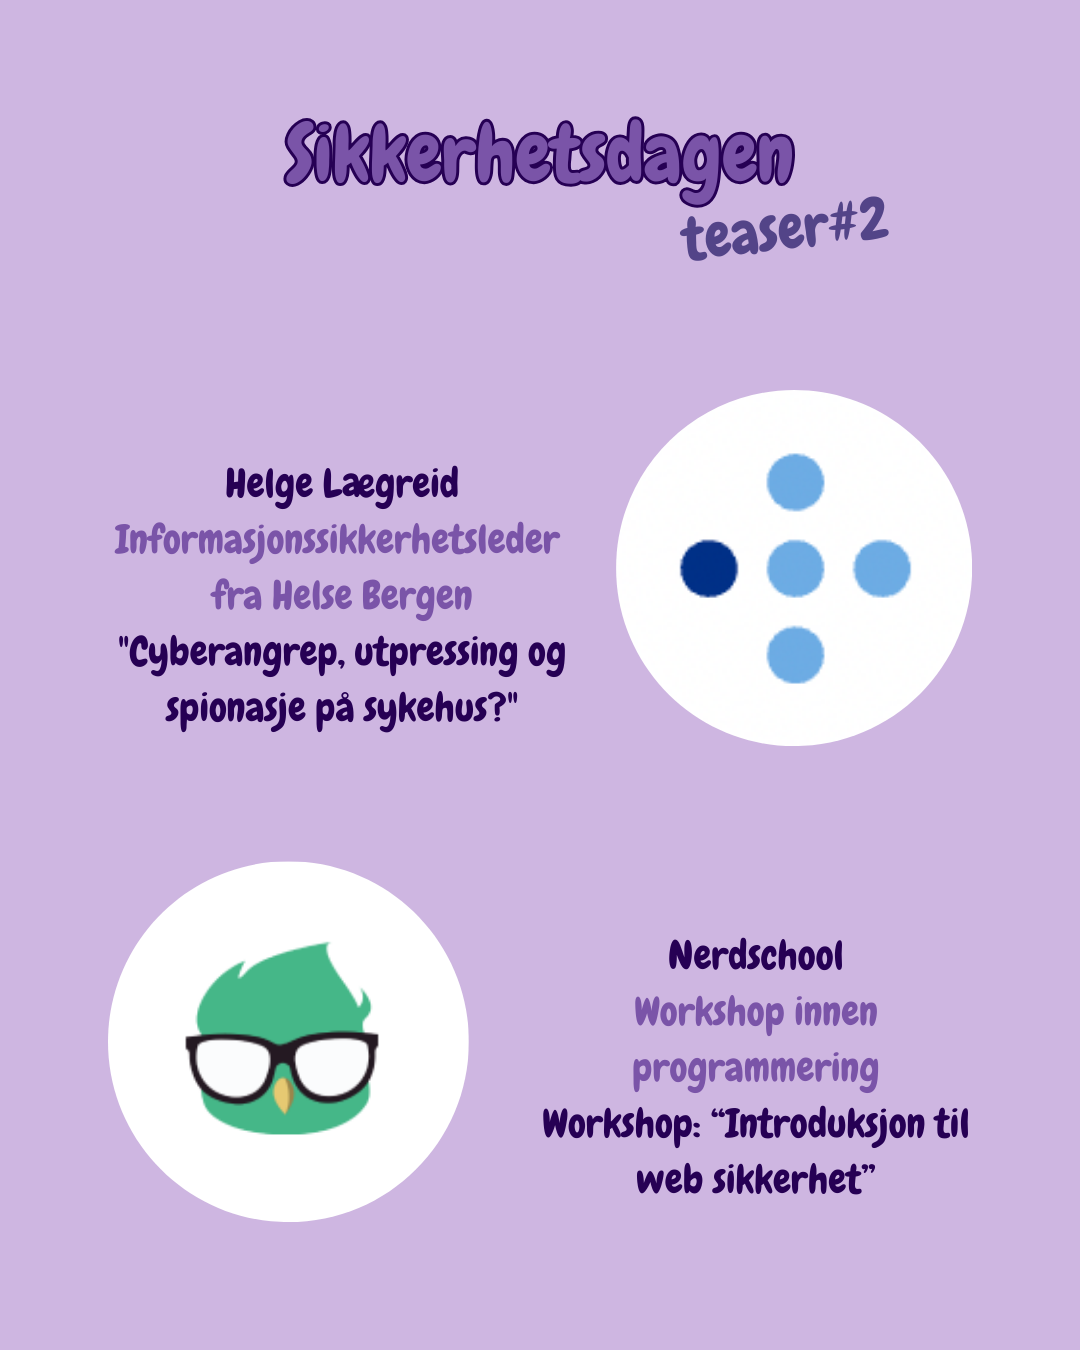 Sikkerhetsdagen
teaser#2
Helge Lægreid
Informasjonssikkerhetsleder
fra Helse Bergen
"Cyberangrep, utpressing og
spionasje på sykehus?"
Nerdschool
Workshop innen
programmering
Workshop: “Introduksjon til
web sikkerhet”